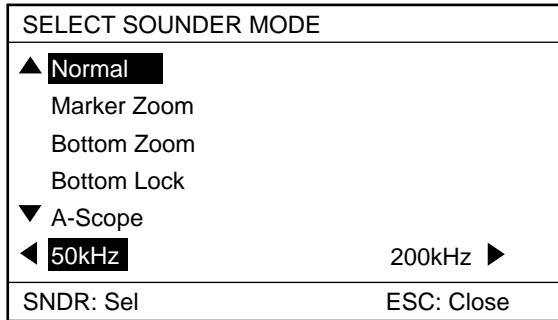 SELECT SOUNDER MODE
Normal
Marker Zoom
Bottom Zoom
Bottom Lock
A-Scope
50kHz 200kHz
SNDR: Sel ESC: Close